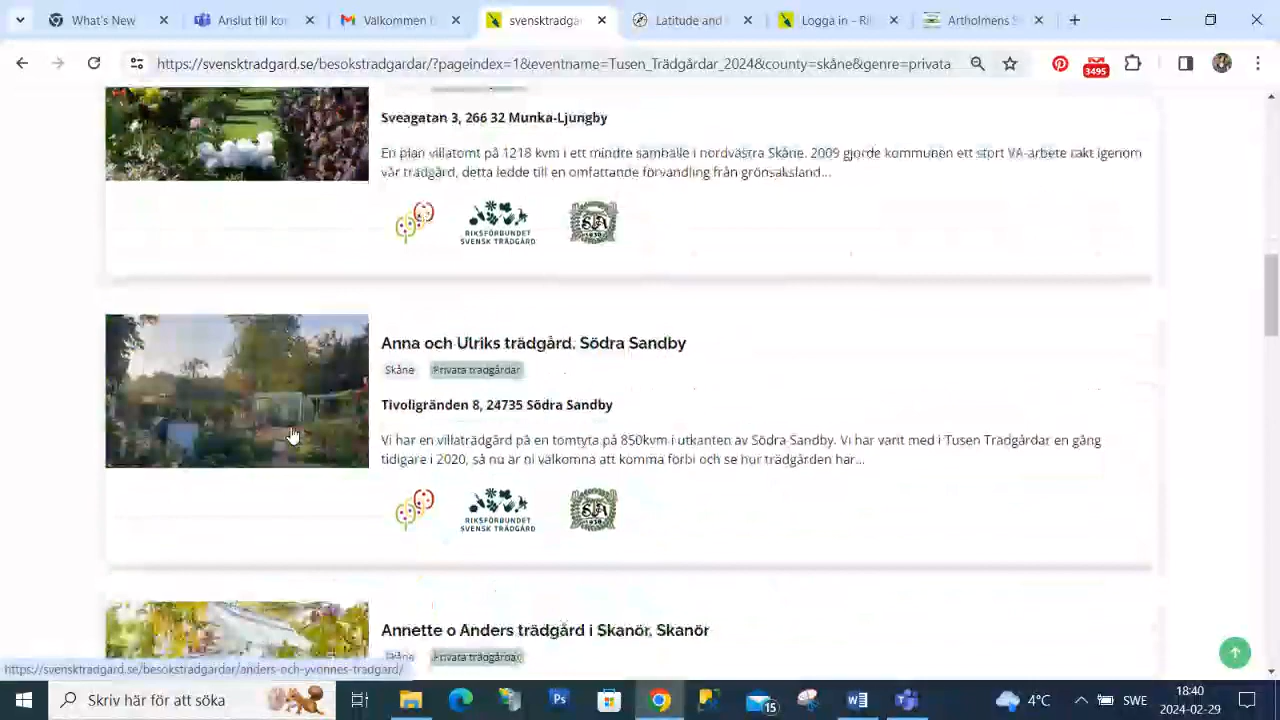 What's New
Anslut till kor
Välkommen
svensktradgar
Latitude and
Logga in - Ri
Artholmens S
https://svensktradgard.se/besokstradgardar/?pageindex=1&eventname=Tusen_Trädgårdar_2024&county=skåne&genre=privata
3495
Sveagatan 3, 266 32 Munka-Ljungby
En plan villatomt på 1218 kvm i ett mindre samhälle i nordvästra Skåne. 2009 gjorde kommunen ett stort VA-arbete rakt igenom
vår trädgård, detta ledde till en omfattande förvandling från grönsaksland...
RIKSFÖRBUNDET
SVENSK TRÄDGÅRD
1930
Anna och Ulriks trädgård, Södra Sandby
Skåne
Privata trädgårdar
Tivoligränden 8, 24735 Södra Sandby
Vi har en villaträdgård på en tomtyta på 850kvm i utkanten av Södra Sandby. Vi har varit med i Tusen Trädgårdar en gång
tidigare i 2020, så nu är ni välkomna att komma förbi och se hur trädgården har...
RIKSFÖRBUNDET
SVENSK TRÄDGÅRD
1930
Annette o Anders trädgård i Skanör, Skanör
Skåne
Privata trädgårdar
https://svensktradgard.se/besokstradgardar/anders-och-yvonnes-tradgard/
Skriv här för att söka
Ps
15
4°C
SWE
18:40
2024-02-29